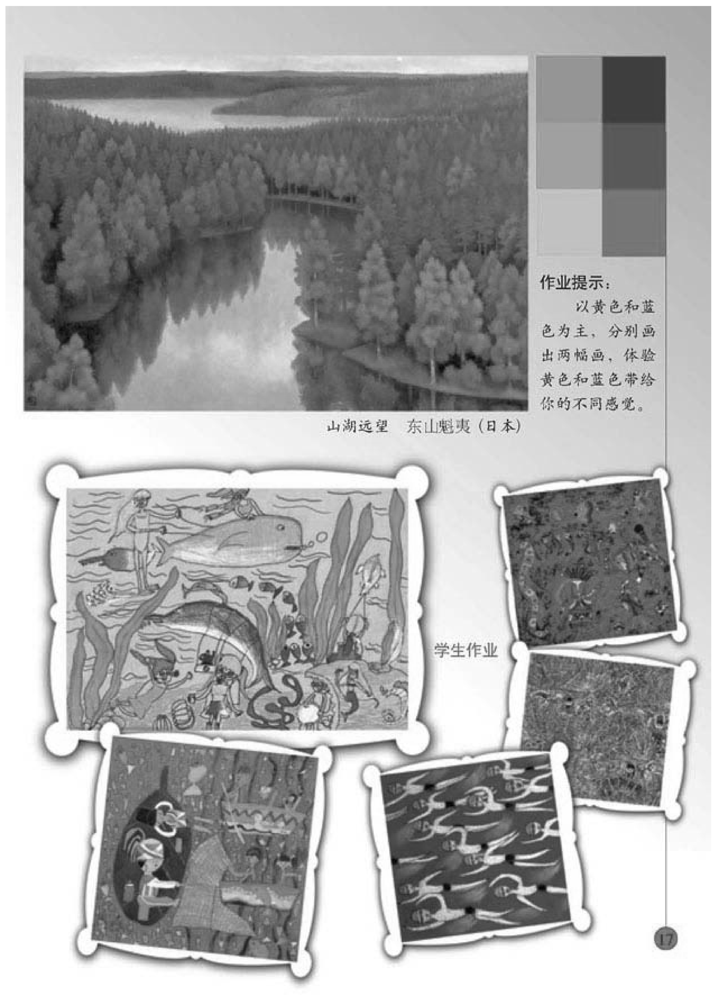 作业提示：
以黄色和蓝
色为主，分别画
出两幅画，体验
黄色和蓝色带给
你的不同感觉。
山湖远望 东山魁夷（日本）
学生作业
17